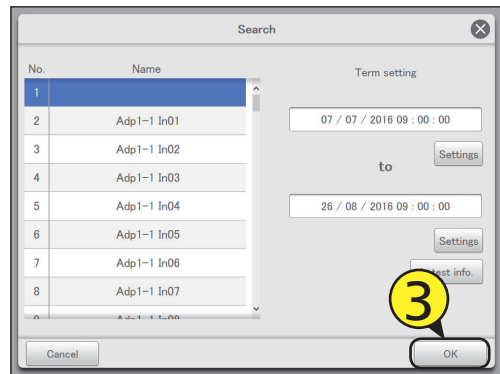 Search
No. Name
1
2 Adp1-1 In01
3 Adp1-1 In02
4 Adp1-1 In03
5 Adp1-1 In04
6 Adp1-1 In05
7 Adp1-1 In06
8 Adp1-1 In07
Term setting
07 / 07 / 2016 09 : 00 : 00
Settings
to
26 / 08 / 2016 09 : 00 : 00
Settings
info.
3
Cancel
OK